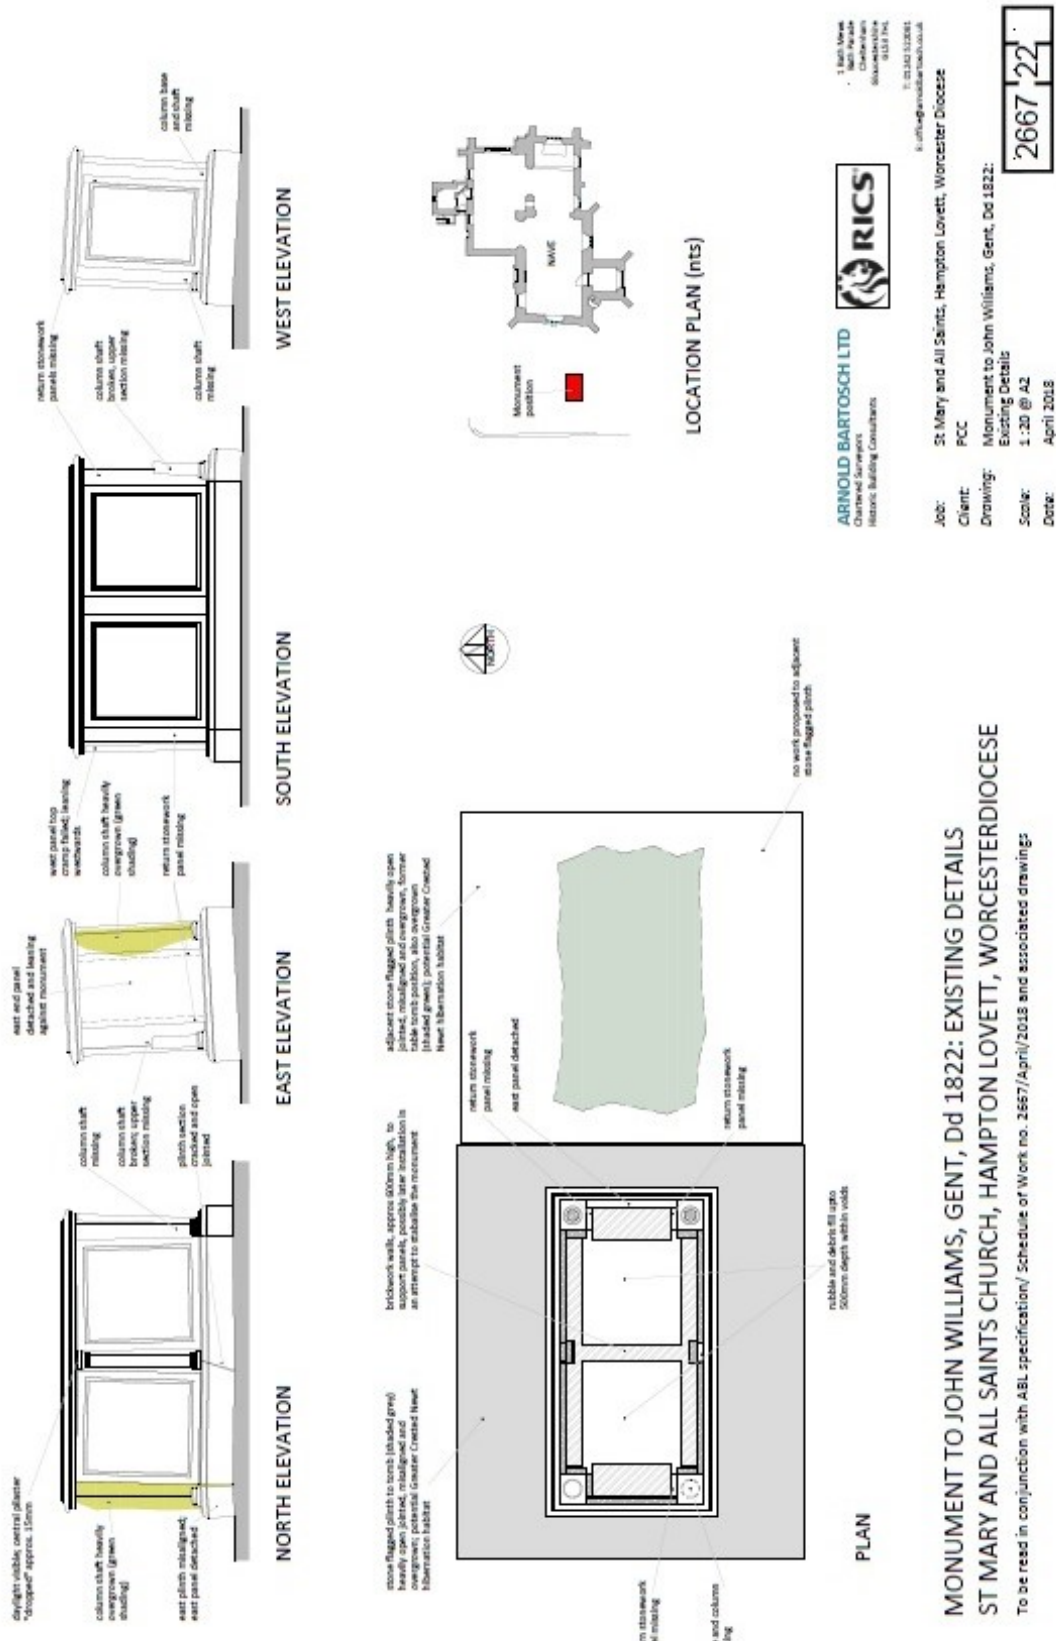 daylight visible; central pilaster
"dropped" approx. 15mm
column shaft heavily
overgrown (green
shading)
east plinth misaligned;
east panel detached
column shaft
missing
column shaft
broken; upper
section missing
plinth section
cracked and open
jointed
NORTH ELEVATION
east end panel
detached and leaning
against monument
EAST ELEVATION
west panel top
cramp failed; leaning
westwards
column shaft heavily
overgrown (green
shading)
return stonework
panel missing
SOUTH ELEVATION
return stonework
panels missing
column shaft
broken, upper
section missing
column shaft
missing
column base
and shaft
missing
WEST ELEVATION
stone flagged plinth to tomb (shaded grey)
heavily open jointed, misaligned and
overgrown; potential Greater Crested Newt
hibernation habitat
brickwork walls, approx 600mm high, to
support panels, possibly later installation in
an attempt to stabalise the monument
adjacent stone flagged plinth heavily open
jointed, misaligned and overgrown, former
table tomb position, also overgrown
(shaded green); potential Greater Crested
Newt hibernation habitat
return stonework
panel missing
east panel detached
return stonework
panel missing
rubble and debris fill upto
500mm depth within voids
no work proposed to adjacent
stone flagged plinth
stonework
missing
and column
PLAN
NORTH
Monument
position
NAVE
LOCATION PLAN (nts)
ARNOLD BARTOSCH LTD
Chartered Surveyors
Historic Building Consultants
RICS
1 Bath Mews
Bath Parade
Cheltenham
Gloucestershire
Job: St Mary and All Saints, Hampton Lovett, Worcester Diocese
Client: PCC
Drawing: Monument to John Williams, Gent, Dd 1822:
Existing Details
Scale: 1:20 @ A2
Date: April 2018
2667 22
MONUMENT TO JOHN WILLIAMS, GENT, Dd 1822: EXISTING DETAILS
ST MARY AND ALL SAINTS CHURCH, HAMPTON LOVETT, WORCESTERDIOCESE
To be read in conjunction with ABL specification/ Schedule of Work no. 2667/April/2018 and associated drawings